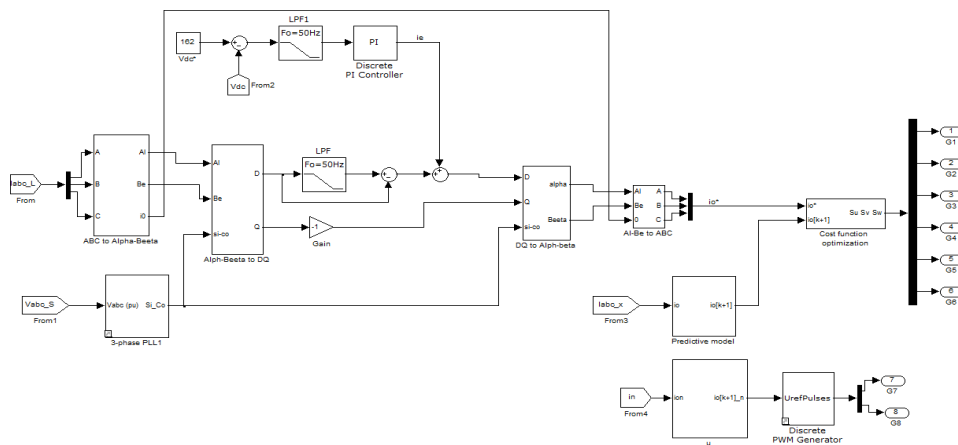 LPF1
Fo=50Hz
162
Vdc*
PI
ie
Discrete
PI Controller
Vdc
From2
Iabc_L
From
A
B
C
Al
Be
i0
ABC to Alpha-Beeta
Al
Be
si-co
D
Q
Alph-Beeta to DQ
LPF
Fo=50Hz
-1
Gain
D
Q
si-co
alpha
Beeta
DQ to Alph-beta
Al
Be
0
A
B
C
Al-Be to ABC
io*
io*
io[k+1]
Su Sv Sw
Cost function
optimization
1
G1
2
G2
3
G3
4
G4
5
G5
6
G6
Vabc_S
From1
Vabc (pu)
Si_Co
3-phase PLL1
Iabc_x
From3
io
io[k+1]
Predictive model
in
From4
ion
io[k+1]_n
u
UrefPulses
Discrete
PWM Generator
7
G7
8
G8